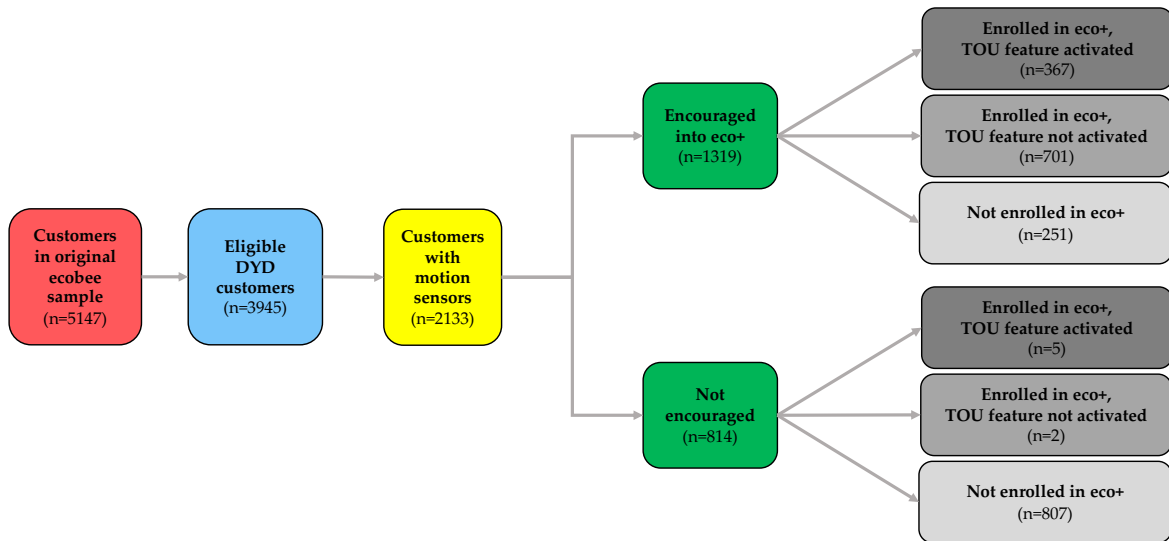 Customers
in original
ecobee
sample
(n=5147)
Eligible
DYD
customers
(n=3945)
Customers
with
motion
sensors
(n=2133)
Encouraged
into eco+
(n=1319)
Enrolled in eco+,
TOU feature activated
(n=367)
Enrolled in eco+,
TOU feature not activated
(n=701)
Not enrolled in eco+
(n=251)
Not
encouraged
(n=814)
Enrolled in eco+,
TOU feature activated
(n=5)
Enrolled in eco+,
TOU feature not activated
(n=2)
Not enrolled in eco+
(n=807)